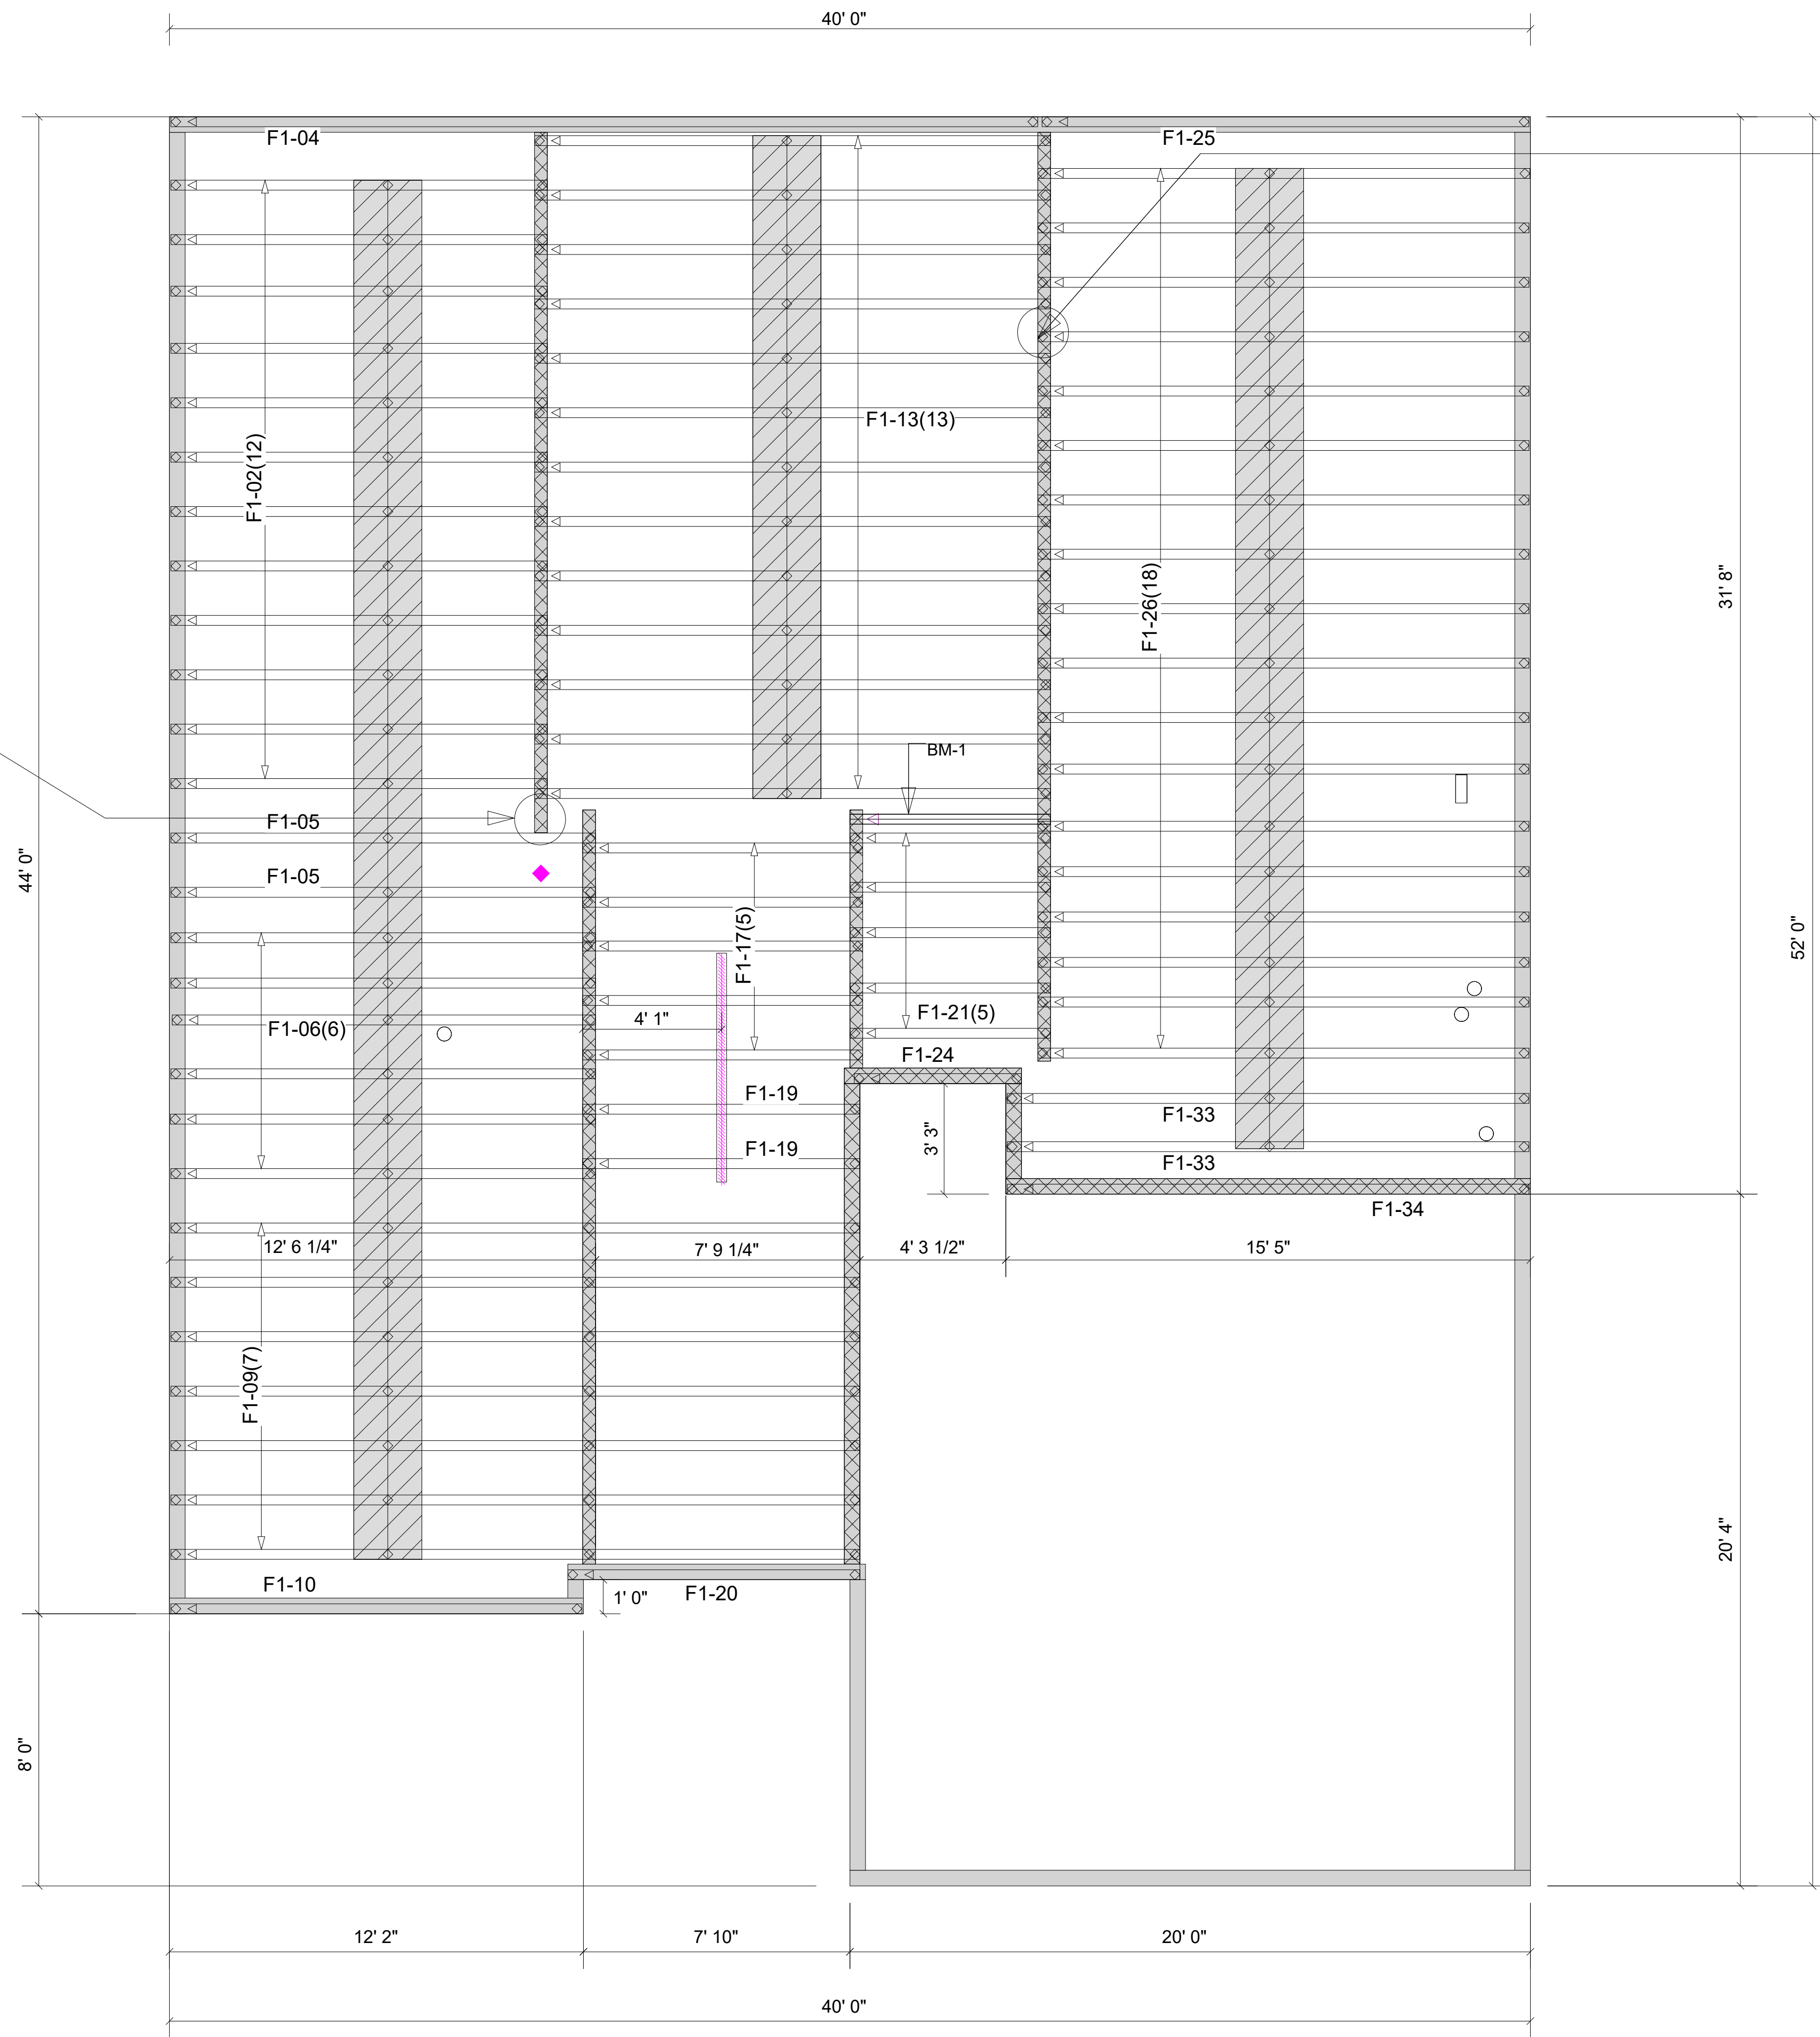 40' 0"
F1-04
F1-25
F1-13(13)
F1-02(12)
31' 8"
F1-26(18)
BM-1
F1-05
F1-05
44' 0"
52' 0"
F1-17(5)
F1-21(5)
4' 1"
F1-06(6)
F1-24
F1-19
F1-33
3' 3"
F1-19
F1-33
F1-34
12' 6 1/4"
7' 9 1/4"
4' 3 1/2"
15' 5"
F1-09(7)
20' 4"
F1-10
F1-20
1' 0"
8' 0"
12' 2"
7' 10"
20' 0"
40' 0"